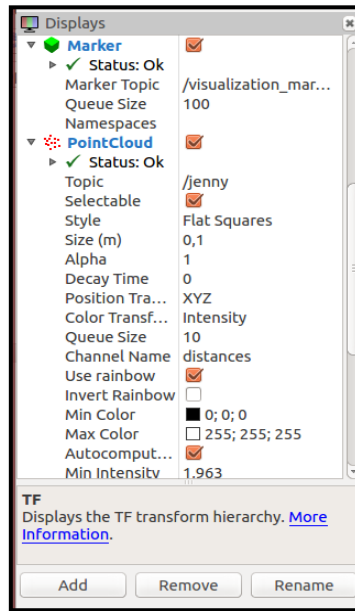 Displays
Marker
Status: Ok
Marker Topic /visualization_mar...
Queue Size 100
Namespaces
PointCloud
Status: Ok
Topic /jenny
Selectable
Style Flat Squares
Size (m) 0,1
Alpha 1
Decay Time 0
Position Tra... XYZ
Color Transf... Intensity
Queue Size 10
Channel Name distances
Use rainbow
Invert Rainbow
Min Color 0; 0; 0
Max Color 255; 255; 255
Autocomput...
Min Intensity 1.963
TF
Displays the TF transform hierarchy. More
Information.
Add Remove Rename